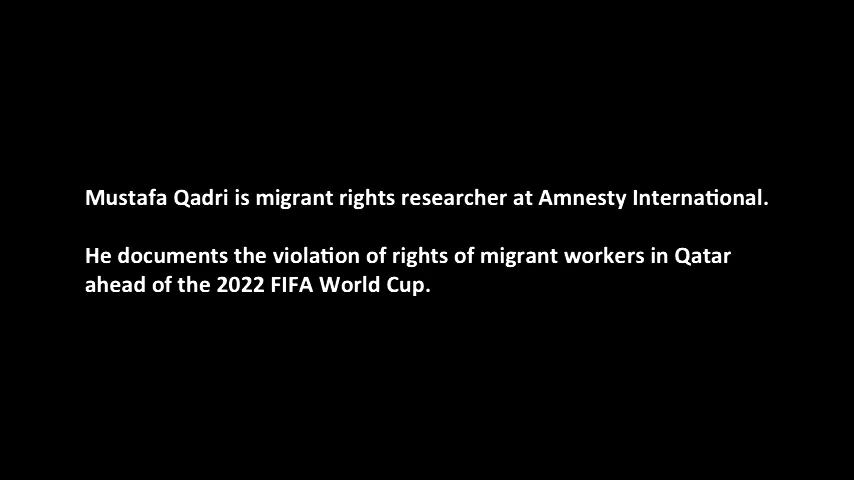 Mustafa Qadri is migrant rights researcher at Amnesty International.
He documents the violation of rights of migrant workers in Qatar
ahead of the 2022 FIFA World Cup.